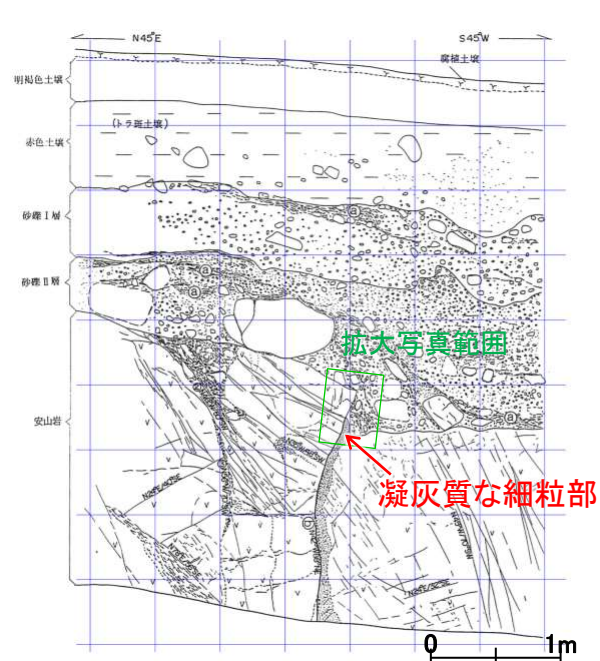 N45°E
S45°W
腐植土壌
明褐色土壌
(トラ斑土壌)
赤色土壌
砂礫Ⅰ層
ⓐ
砂礫Ⅱ層
ⓐ
ⓐ
拡大写真範囲
ⓐ
安山岩
凝灰質な細粒部
ⓑ
0
1m